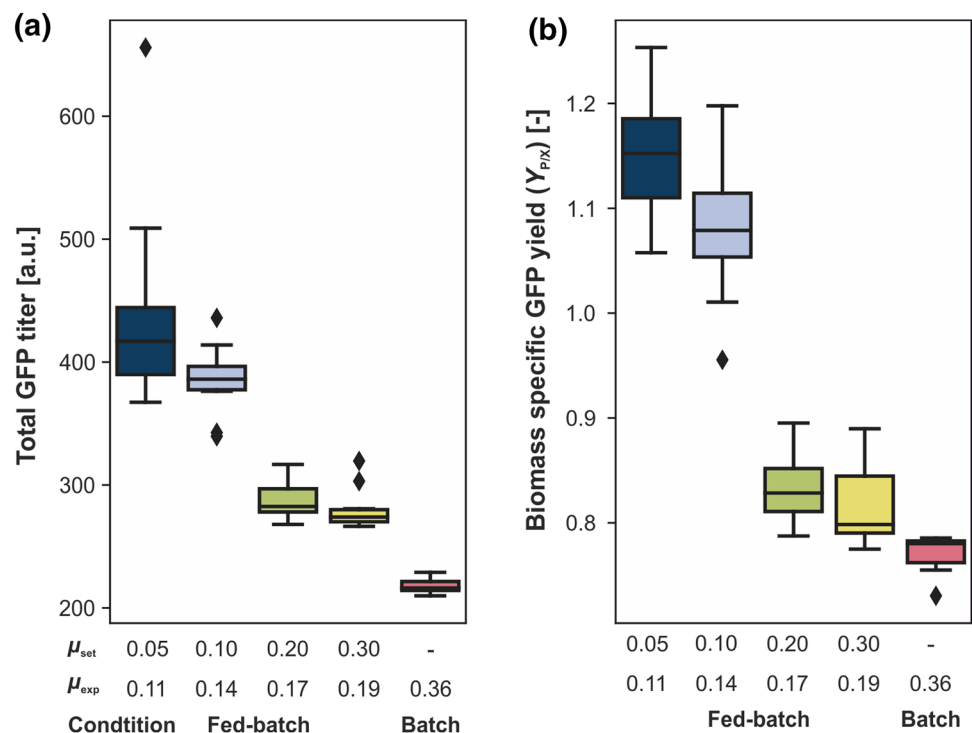 (a)
Total GFP titer [a.u.]
600
500
400
300
200
μset 0.05 0.10 0.20 0.30 -
μexp 0.11 0.14 0.17 0.19 0.36
Condtition Fed-batch Batch
(b)
Biomass specific GFP yield (YP/X) [-]
1.2
1.1
1.0
0.9
0.8
0.05 0.10 0.20 0.30 -
0.11 0.14 0.17 0.19 0.36
Fed-batch Batch